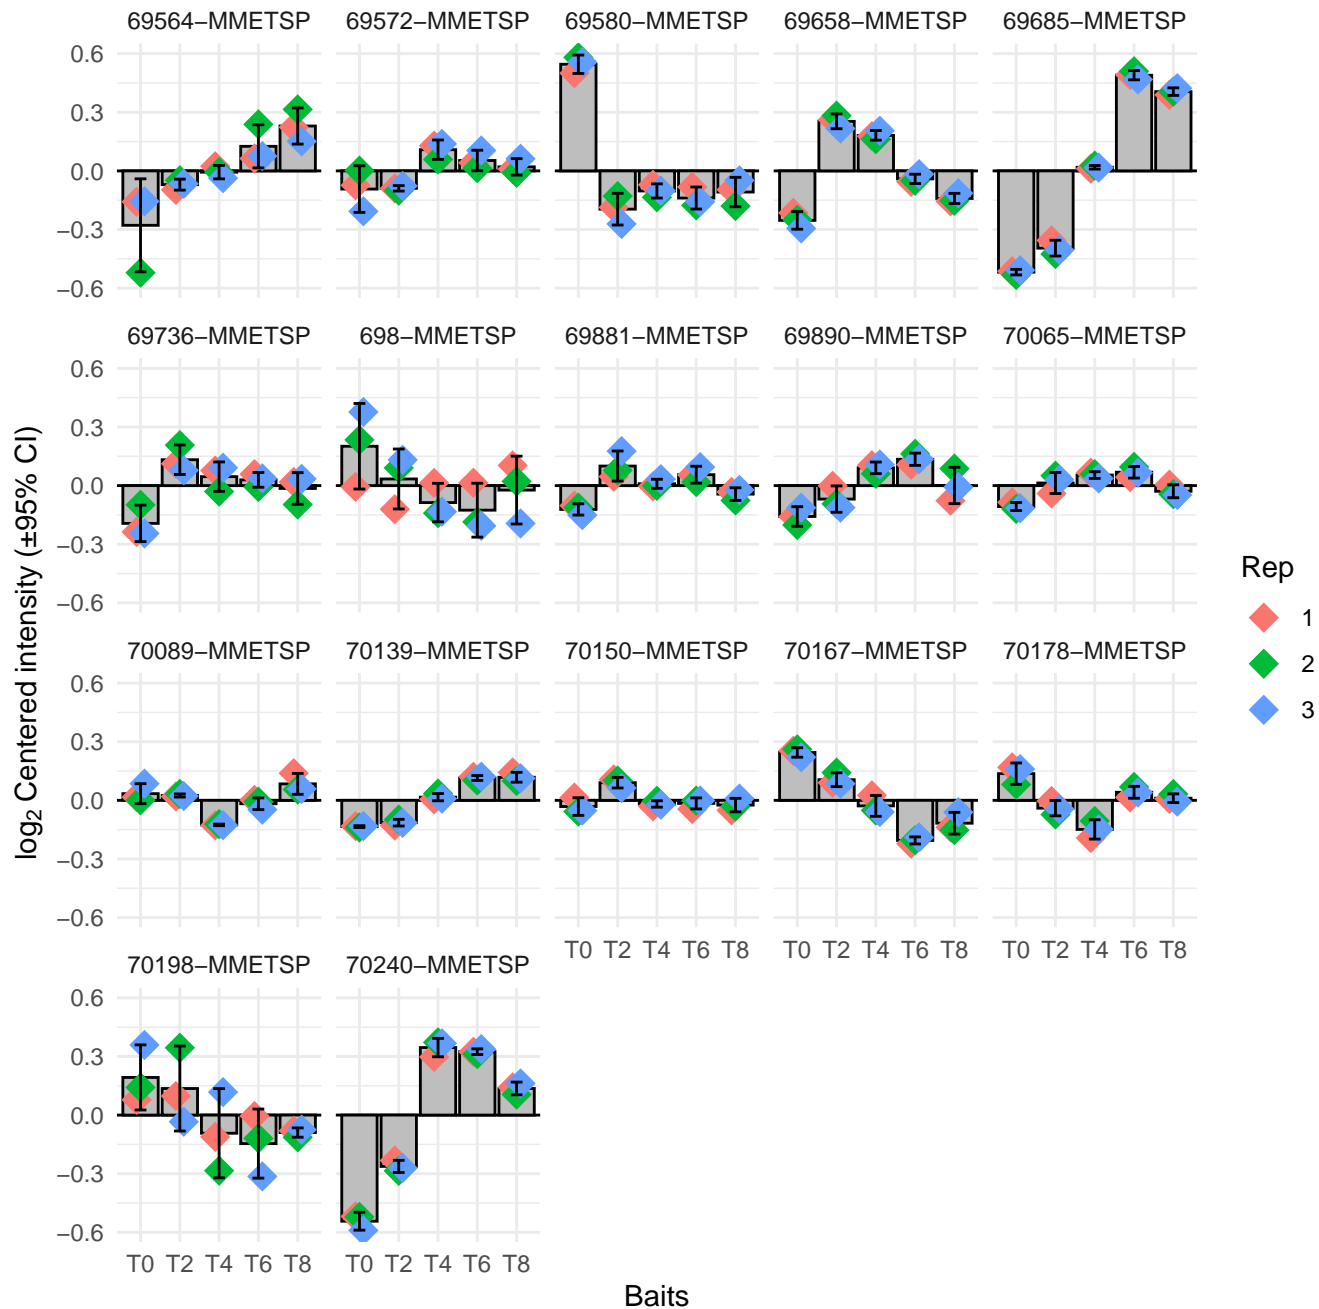 69564−MMETSP 69572−MMETSP 69580−MMETSP 69658−MMETSP 69685−MMETSP
0.6
0.3
0.0
−0.3
−0.6
69736−MMETSP 698−MMETSP 69881−MMETSP 69890−MMETSP 70065−MMETSP
0.6
0.3
0.0
−0.3
−0.6
70089−MMETSP 70139−MMETSP 70150−MMETSP 70167−MMETSP 70178−MMETSP
0.6
0.3
0.0
−0.3
−0.6
T0 T2 T4 T6 T8 T0 T2 T4 T6 T8 T0 T2 T4 T6 T8
70198−MMETSP 70240−MMETSP
0.6
0.3
0.0
−0.3
−0.6
T0 T2 T4 T6 T8 T0 T2 T4 T6 T8
Baits
log₂ Centered intensity (±95% CI)
Rep
1
2
3